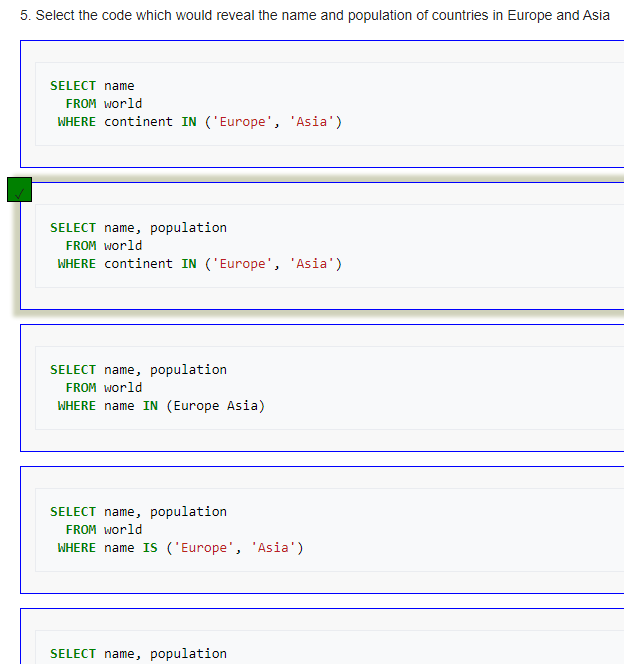 5. Select the code which would reveal the name and population of countries in Europe and Asia
SELECT name
FROM world
WHERE continent IN ('Europe', 'Asia')
✓
SELECT name, population
FROM world
WHERE continent IN ('Europe', 'Asia')
SELECT name, population
FROM world
WHERE name IN (Europe Asia)
SELECT name, population
FROM world
WHERE name IS ('Europe', 'Asia')
SELECT name, population